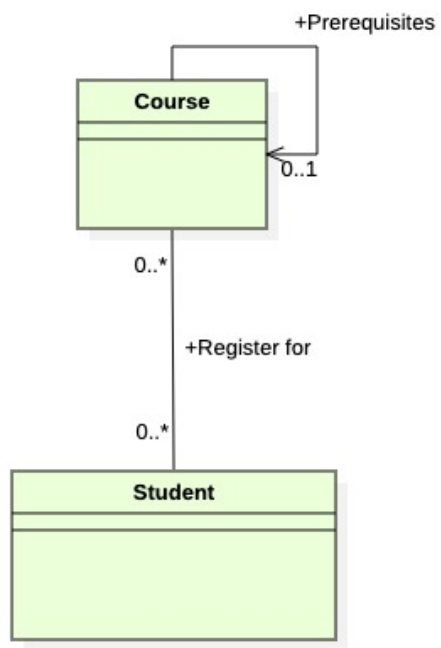 +Prerequisites
Course
0..1
0..*
+Register for
0..*
Student